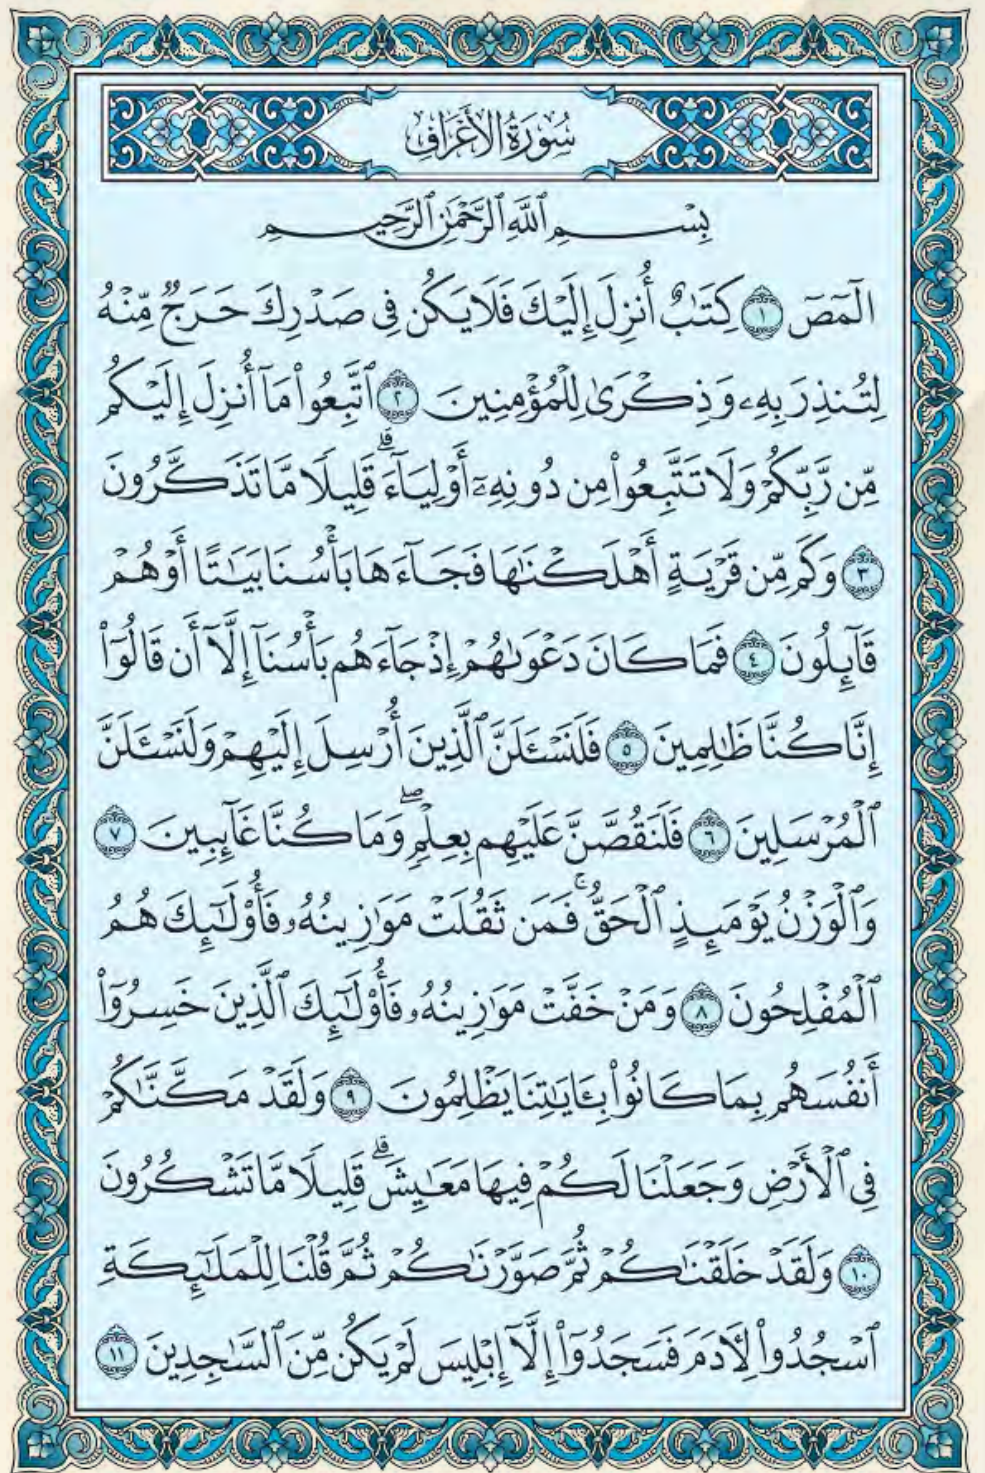 سُورَةُ الأَعْرَافِ
بِسْمِ ٱللَّهِ ٱلرَّحْمَٰنِ ٱلرَّحِيمِ
الٓمٓصٓ ١ كِتَٰبٌ أُنزِلَ إِلَيْكَ فَلَا يَكُن فِى صَدْرِكَ حَرَجٌ مِّنْهُ
لِتُنذِرَ بِهِۦ وَذِكْرَىٰ لِلْمُؤْمِنِينَ ٢ ٱتَّبِعُوا۟ مَآ أُنزِلَ إِلَيْكُم
مِّن رَّبِّكُمْ وَلَا تَتَّبِعُوا۟ مِن دُونِهِۦٓ أَوْلِيَآءَ ۗ قَلِيلًا مَّا تَذَكَّرُونَ
٣ وَكَم مِّن قَرْيَةٍ أَهْلَكْنَٰهَا فَجَآءَهَا بَأْسُنَا بَيَٰتًا أَوْ هُمْ
قَآئِلُونَ ٤ فَمَا كَانَ دَعْوَىٰهُمْ إِذْ جَآءَهُم بَأْسُنَآ إِلَّآ أَن قَالُوٓا۟
إِنَّا كُنَّا ظَٰلِمِينَ ٥ فَلَنَسْـَٔلَنَّ ٱلَّذِينَ أُرْسِلَ إِلَيْهِمْ وَلَنَسْـَٔلَنَّ
ٱلْمُرْسَلِينَ ٦ فَلَنَقُصَّنَّ عَلَيْهِم بِعِلْمٍ ۖ وَمَا كُنَّا غَآئِبِينَ ٧
وَٱلْوَزْنُ يَوْمَئِذٍ ٱلْحَقُّ ۚ فَمَن ثَقُلَتْ مَوَٰزِينُهُۥ فَأُو۟لَٰٓئِكَ هُمُ
ٱلْمُفْلِحُونَ ٨ وَمَنْ خَفَّتْ مَوَٰزِينُهُۥ فَأُو۟لَٰٓئِكَ ٱلَّذِينَ خَسِرُوٓا۟
أَنفُسَهُم بِمَا كَانُوا۟ بِـَٔايَٰتِنَا يَظْلِمُونَ ٩ وَلَقَدْ مَكَّنَّٰكُمْ
فِى ٱلْأَرْضِ وَجَعَلْنَا لَكُمْ فِيهَا مَعَٰيِشَ ۗ قَلِيلًا مَّا تَشْكُرُونَ
١٠ وَلَقَدْ خَلَقْنَٰكُمْ ثُمَّ صَوَّرْنَٰكُمْ ثُمَّ قُلْنَا لِلْمَلَٰٓئِكَةِ
ٱسْجُدُوا۟ لِـَٔادَمَ فَسَجَدُوٓا۟ إِلَّآ إِبْلِيسَ لَمْ يَكُن مِّنَ ٱلسَّٰجِدِينَ ١١